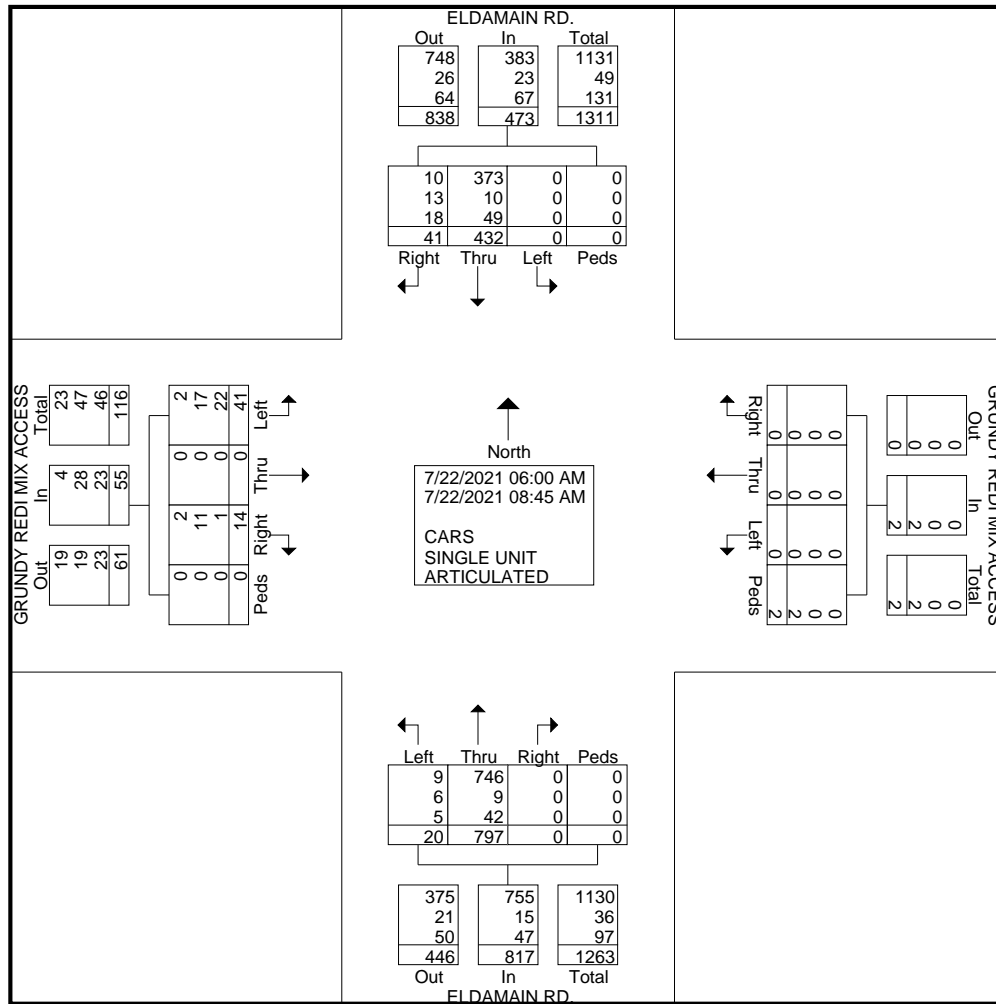 ELDAMAIN RD.
Out In Total
748 383 1131
26 23 49
64 67 131
838 473 1311
10 373 0 0
13 10 0 0
18 49 0 0
41 432 0 0
Right Thru Left Peds
GRUNDY REDI MIX ACCESS
Total
23
47
46
116
In
4
28
23
55
Out
19
19
23
61
2
17
22
41
Left
0
0
0
0
Thru
2
11
1
14
Right
0
0
0
0
Peds
North
7/22/2021 06:00 AM
7/22/2021 08:45 AM
CARS
SINGLE UNIT
ARTICULATED
Right
0
0
0
0
Thru
0
0
0
0
Left
0
0
0
0
Peds
2
2
0
0
Out
0
0
0
0
In
2
2
0
0
Total
2
2
0
0
GRUNDY REDI MIX ACCESS
Left Thru Right Peds
9 746 0 0
6 9 0 0
5 42 0 0
20 797 0 0
375 755 1130
21 15 36
50 47 97
446 817 1263
Out In Total
ELDAMAIN RD.